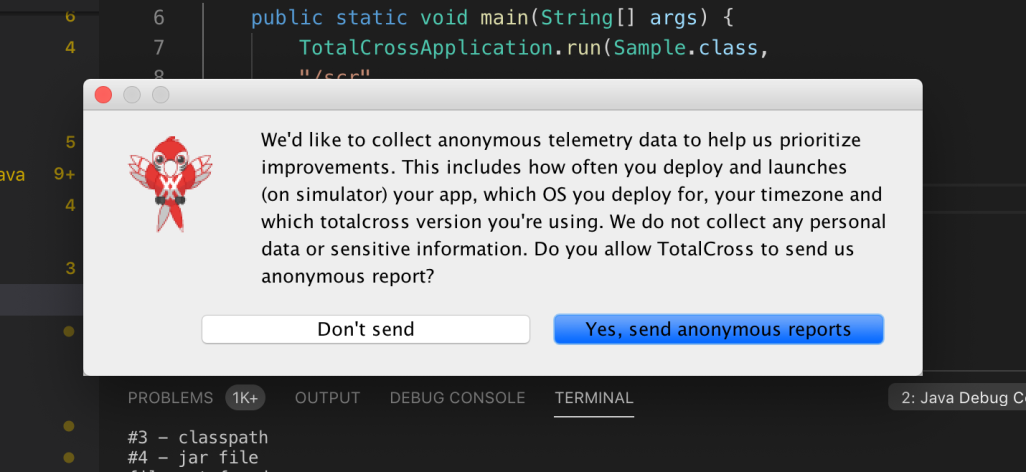 6
6 public static void main(String[] args) {
4
7 TotalCrossApplication.run(Sample.class,
8 "/scr"
We'd like to collect anonymous telemetry data to help us prioritize
improvements. This includes how often you deploy and launches
(on simulator) your app, which OS you deploy for, your timezone and
which totalcross version you're using. We do not collect any personal
data or sensitive information. Do you allow TotalCross to send us
anonymous report?
Don't send
Yes, send anonymous reports
5
ava 9+
4
3
PROBLEMS 1K+ OUTPUT DEBUG CONSOLE TERMINAL
2: Java Debug Co
#3 – classpath
#4 – jar file